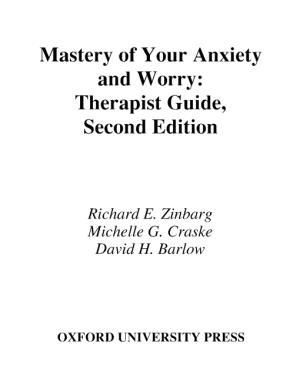 Mastery of Your Anxiety
and Worry:
Therapist Guide,
Second Edition
Richard E. Zinbarg
Michelle G. Craske
David H. Barlow
OXFORD UNIVERSITY PRESS